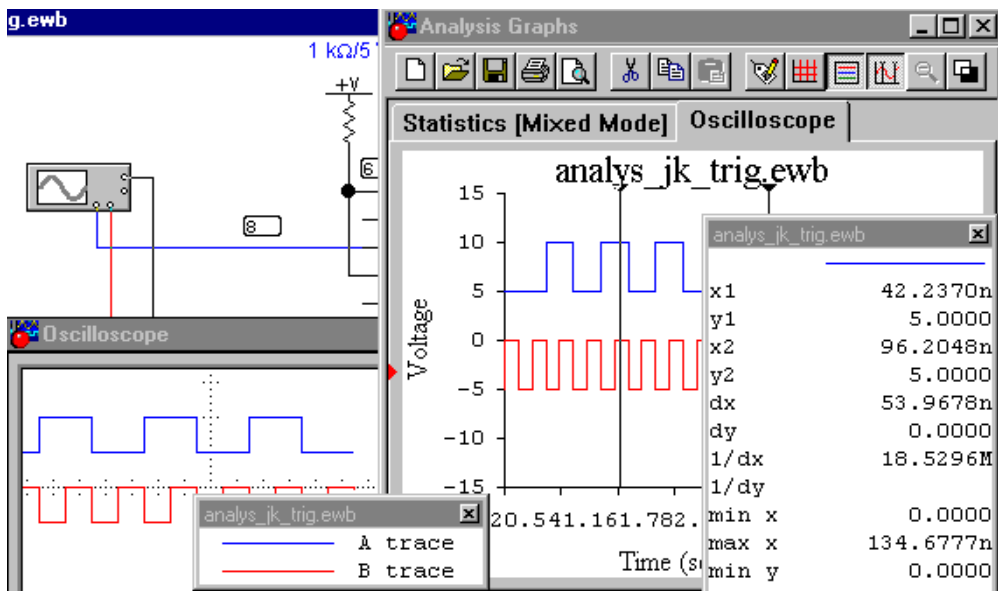 g.ewb
1 kΩ/5
+V
6
8
Oscilloscope
Analysis Graphs
Statistics [Mixed Mode] Oscilloscope
analys_jk_trig.ewb
15
10
5
0
-5
-10
-15
Voltage
20.541.161.782.
Time (s
analys_jk_trig.ewb
A trace
B trace
analys_jk_trig.ewb
x1 42.2370n
y1 5.0000
x2 96.2048n
y2 5.0000
dx 53.9678n
dy 0.0000
1/dx 18.5296M
1/dy
min x 0.0000
max x 134.6777n
min y 0.0000